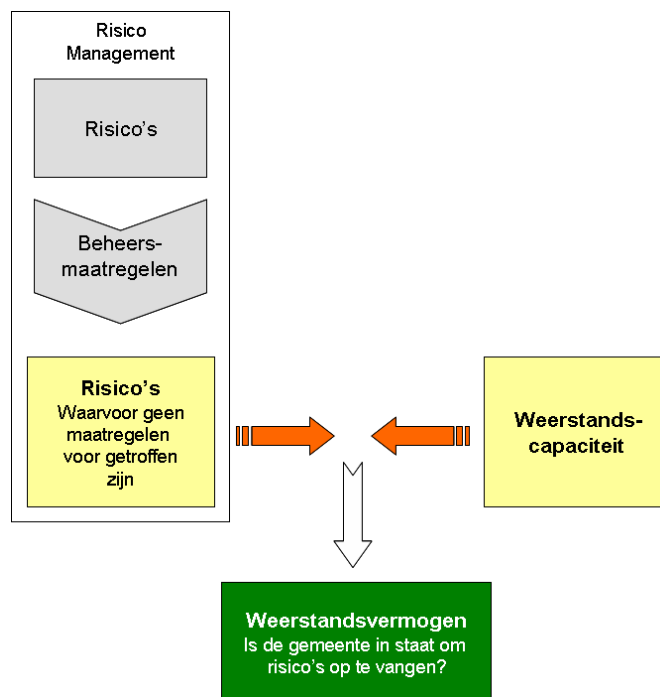 Risico
Management
Risico's
Beheers-
maatregelen
Risico's
Waarvoor geen
maatregelen
voor getroffen
zijn
Weerstands-
capaciteit
Weerstandsvermogen
Is de gemeente in staat om
risico's op te vangen?